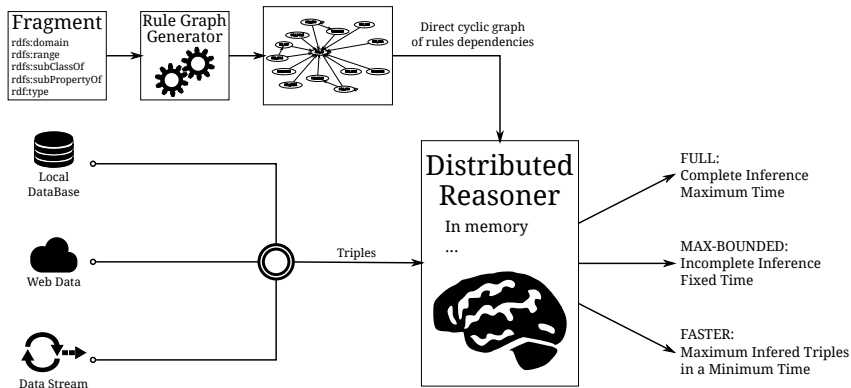 Fragment
rdfs:domain
rdfs:range
rdfs:subClassOf
rdfs:subPropertyOf
rdf:type
Rule Graph
Generator
Direct cyclic graph
of rules dependencies
Local
DataBase
Web Data
Data Stream
Triples
Distributed
Reasoner
In memory
...
FULL:
Complete Inference
Maximum Time
MAX-BOUNDED:
Incomplete Inference
Fixed Time
FASTER:
Maximum Infered Triples
in a Minimum Time